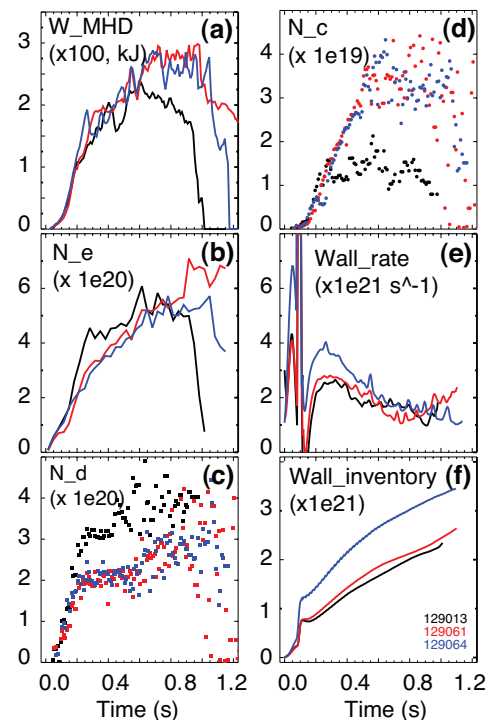 W_MHD (a)
(x100, kJ)
3
2
1
0
N_c (d)
(x 1e19)
4
3
2
1
0
N_e (b)
(x 1e20)
6
4
2
0
Wall_rate (e)
(x1e21 s^-1)
6
4
2
0
N_d (c)
(x 1e20)
4
3
2
1
0
Wall_inventory (f)
(x1e21)
3
2
1
0
129013
129061
129064
0.0 0.4 0.8 1.2
Time (s)
0.0 0.4 0.8 1.2
Time (s)